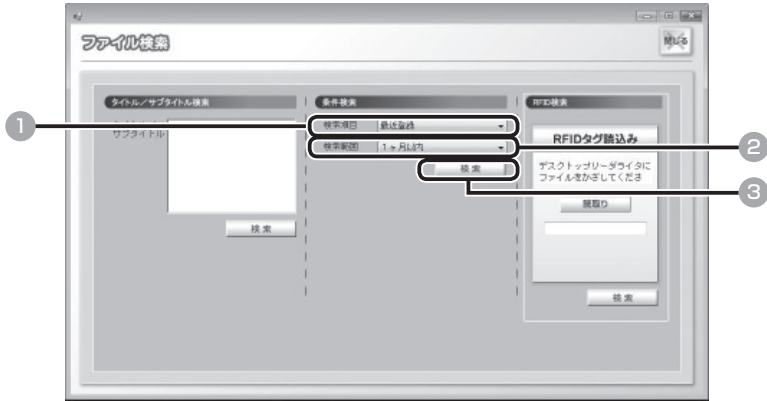 ファイル検索
閉じる
タイトル／サブタイトル検索
サブタイトル
検索
条件検索
検索項目 最近登録
検索範囲 1ヶ月以内
検索
RFID検索
RFIDタグ読込み
デスクトップリーダライタに
ファイルをかざしてくださ
読取り
検索
1
2
3